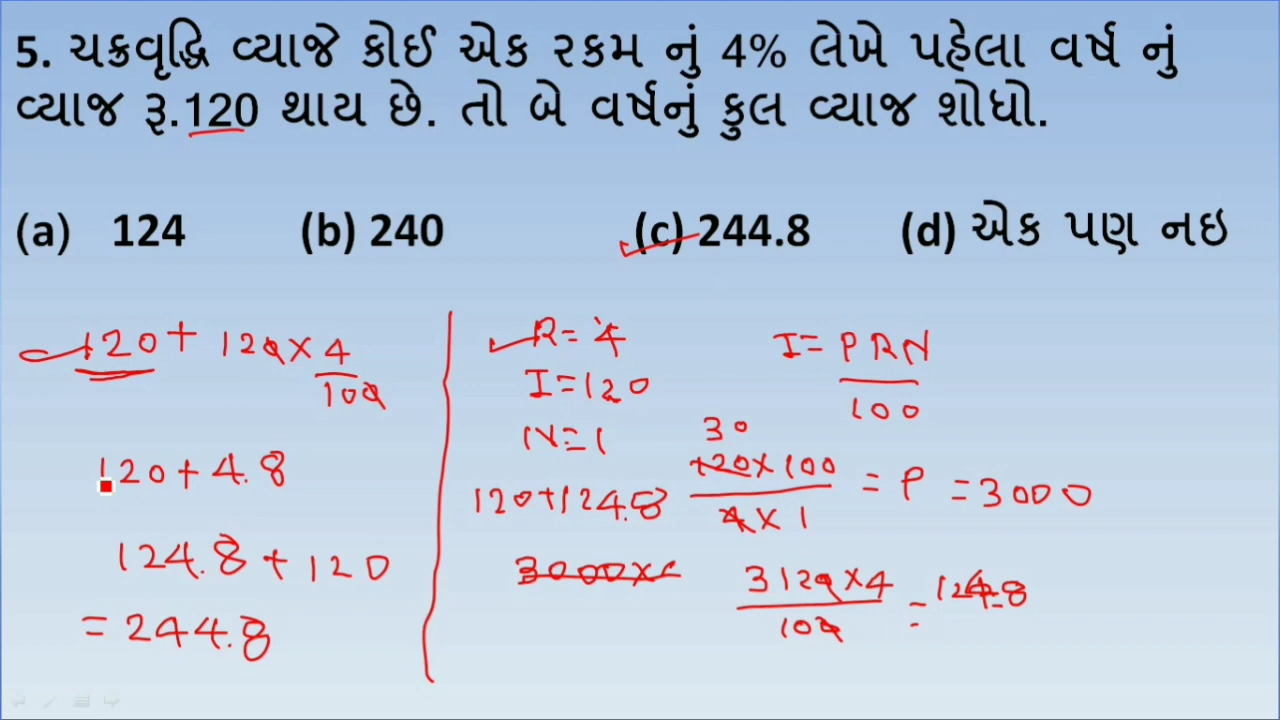 5. ચક્રવૃદ્ધિ વ્યાજે કોઈ એક રકમ નું 4% લેખે પહેલા વર્ષ નું
વ્યાજ રૂ.120 થાય છે. તો બે વર્ષનું કુલ વ્યાજ શોધો.
(a) 124 (b) 240 (c) 244.8 (d) એક પણ નઇ
120 + 120 × 4
100
120 + 4.8
124.8 + 120
= 244.8
R = 4
I = 120
N = 1
120 + 124.8
3000×
I = PRN
100
30
120 × 100 = P = 3000
4 × 1
3120 × 4 = 124.8
100